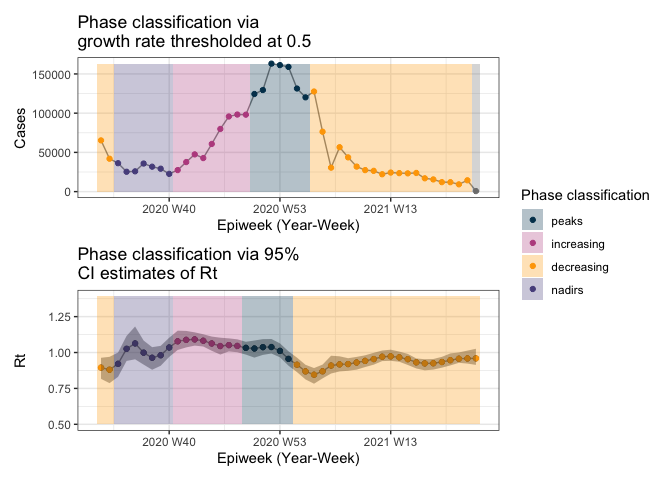 Phase classification via
growth rate thresholded at 0.5
150000
100000
50000
0
Cases
2020 W40
2020 W53
2021 W13
Epiweek (Year-Week)
Phase classification via 95%
CI estimates of Rt
1.25
1.00
0.75
0.50
Rt
2020 W40
2020 W53
2021 W13
Epiweek (Year-Week)
Phase classification
peaks
increasing
decreasing
nadirs